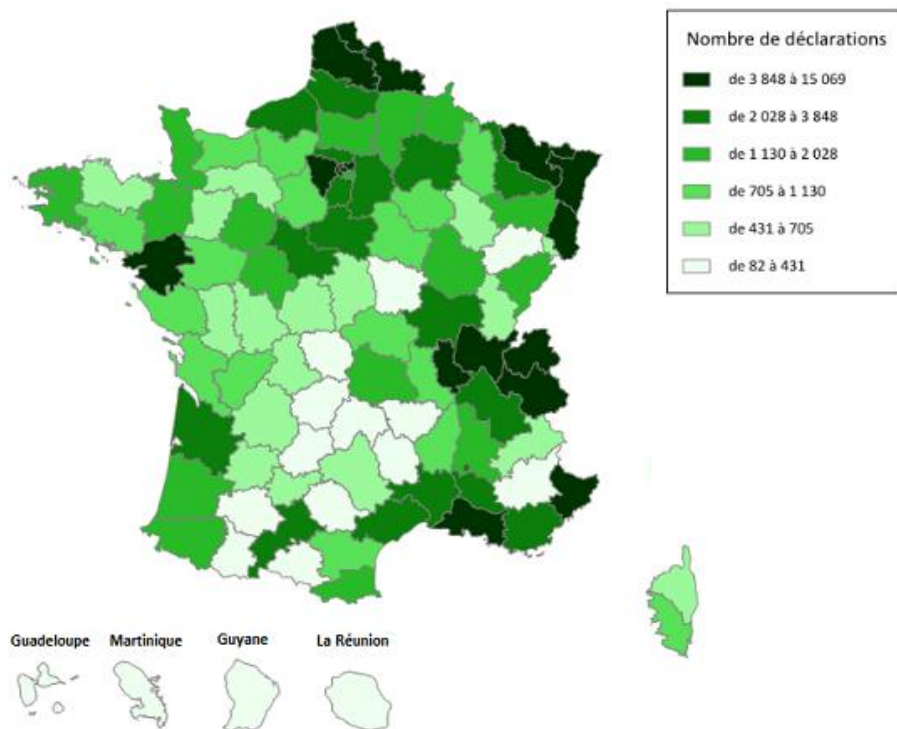 Nombre de déclarations
de 3 848 à 15 069
de 2 028 à 3 848
de 1 130 à 2 028
de 705 à 1 130
de 431 à 705
de 82 à 431
Guadeloupe Martinique Guyane La Réunion